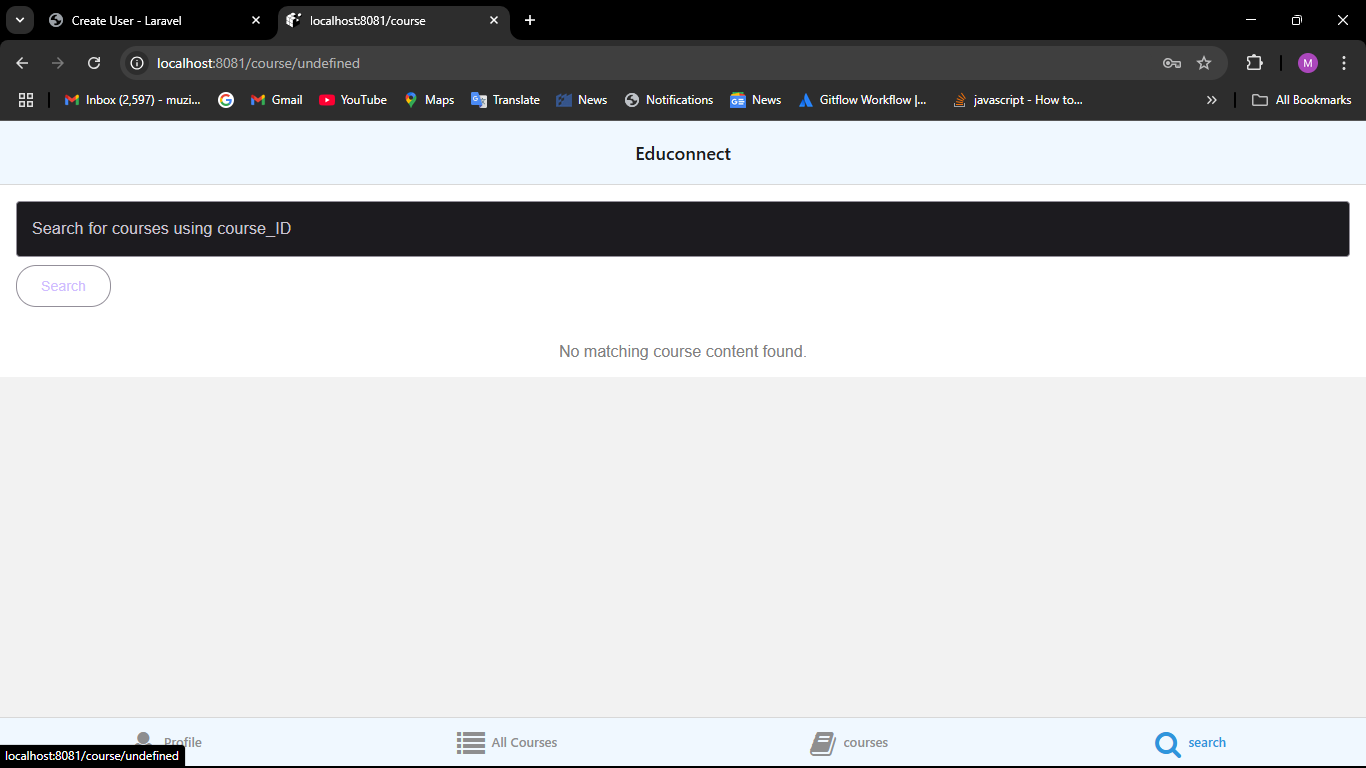 Create User - Laravel
localhost:8081/course
localhost:8081/course/undefined
M
Inbox (2,597) - muzi...
Gmail
YouTube
Maps
Translate
News
Notifications
News
Gitflow Workflow |...
javascript - How to...
All Bookmarks
Educonnect
Search for courses using course_ID
Search
No matching course content found.
Profile
All Courses
courses
search
localhost:8081/course/undefined